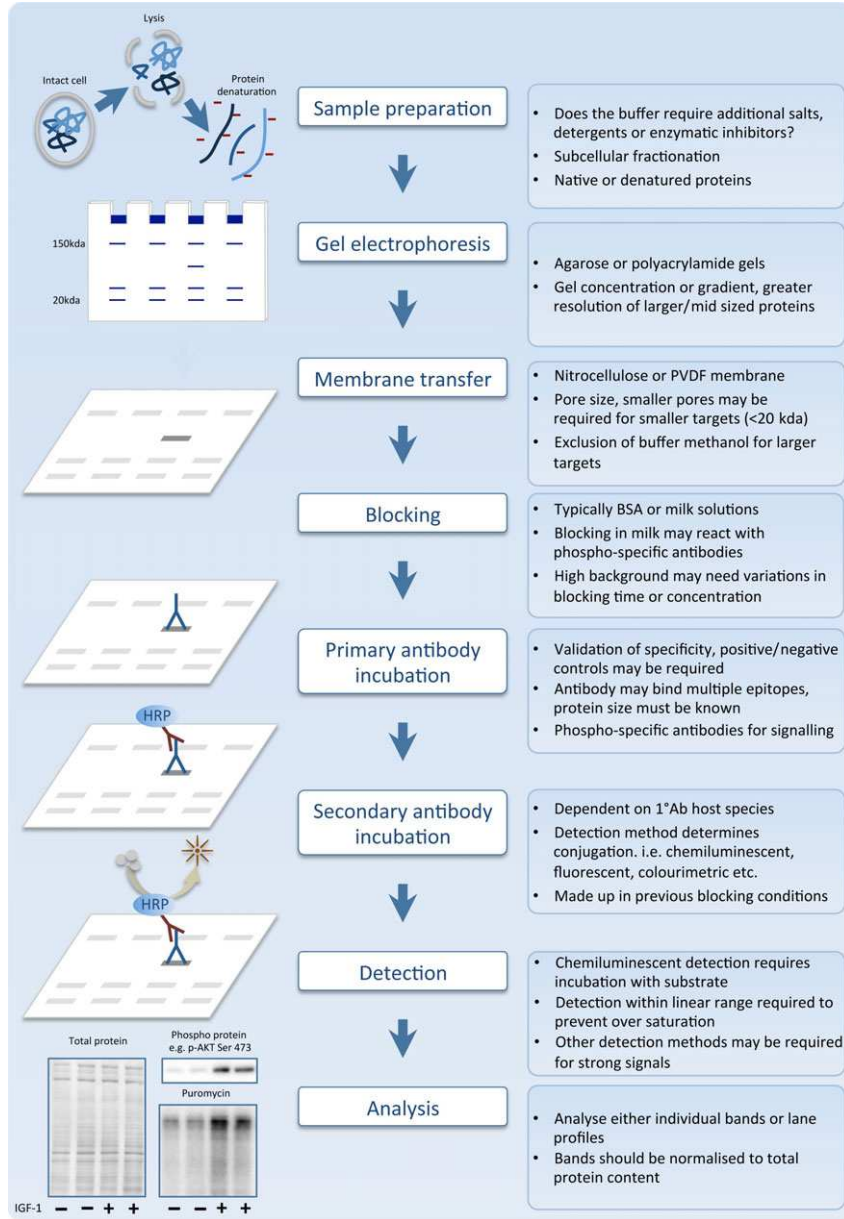 Lysis
Intact cell
Protein
denaturation
Sample preparation
• Does the buffer require additional salts,
detergents or enzymatic inhibitors?
• Subcellular fractionation
• Native or denatured proteins
150kda
20kda
Gel electrophoresis
• Agarose or polyacrylamide gels
• Gel concentration or gradient, greater
resolution of larger/mid sized proteins
Membrane transfer
• Nitrocellulose or PVDF membrane
• Pore size, smaller pores may be
required for smaller targets (<20 kda)
• Exclusion of buffer methanol for larger
targets
Blocking
• Typically BSA or milk solutions
• Blocking in milk may react with
phospho-specific antibodies
• High background may need variations in
blocking time or concentration
Primary antibody
incubation
• Validation of specificity, positive/negative
controls may be required
• Antibody may bind multiple epitopes,
protein size must be known
• Phospho-specific antibodies for signalling
HRP
Secondary antibody
incubation
• Dependent on 1°Ab host species
• Detection method determines
conjugation. i.e. chemiluminescent,
fluorescent, colourimetric etc.
• Made up in previous blocking conditions
HRP
Detection
• Chemiluminescent detection requires
incubation with substrate
• Detection within linear range required to
prevent over saturation
• Other detection methods may be required
for strong signals
Total protein
Phospho protein
e.g. p-AKT Ser 473
Puromycin
IGF-1 − − + + − − + +
Analysis
• Analyse either individual bands or lane
profiles
• Bands should be normalised to total
protein content